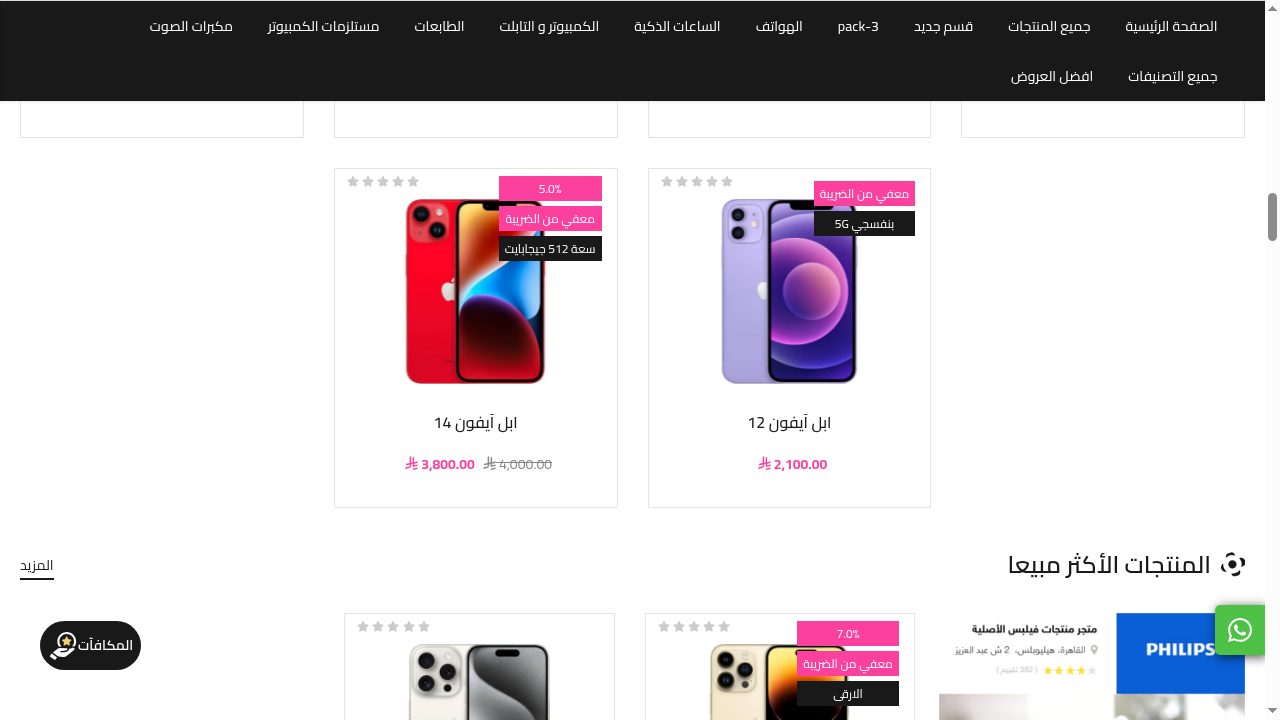 الصفحة الرئيسية
جميع المنتجات
قسم جديد
pack-3
الهواتف
الساعات الذكية
الكمبيوتر و التابلت
الطابعات
مستلزمات الكمبيوتر
مكبرات الصوت
جميع التصنيفات
افضل العروض
معفي من الضريبة
بنفسجي 5G
ابل آيفون 12
2,100.00
5.0%
معفي من الضريبة
سعة 512 جيجابايت
ابل آيفون 14
4,000.00 3,800.00
المنتجات الأكثر مبيعا
المزيد
PHILIPS
متجر منتجات فيلبس الأصلية
القاهرة، هيليوبلس، 2 ش عبد العزيز
( 382 تقييم )
7.0%
معفي من الضريبة
الارقى
المكافآت